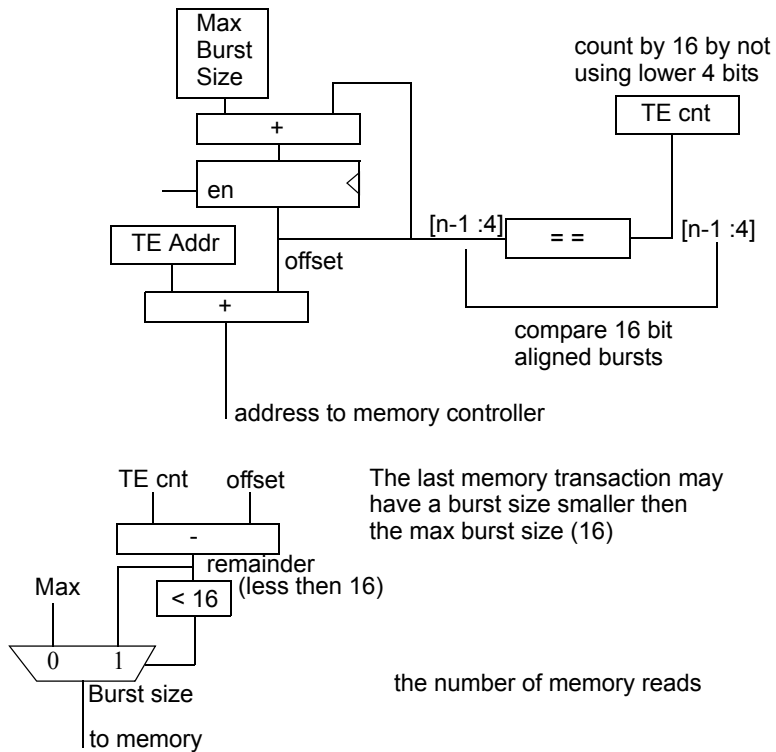 Max
Burst
Size
count by 16 by not
using lower 4 bits
TE cnt
+
en
[n-1 :4]
= =
[n-1 :4]
TE Addr
offset
+
compare 16 bit
aligned bursts
address to memory controller
TE cnt
offset
The last memory transaction may
have a burst size smaller then
the max burst size (16)
-
remainder
(less then 16)
Max
< 16
0
1
Burst size
the number of memory reads
to memory